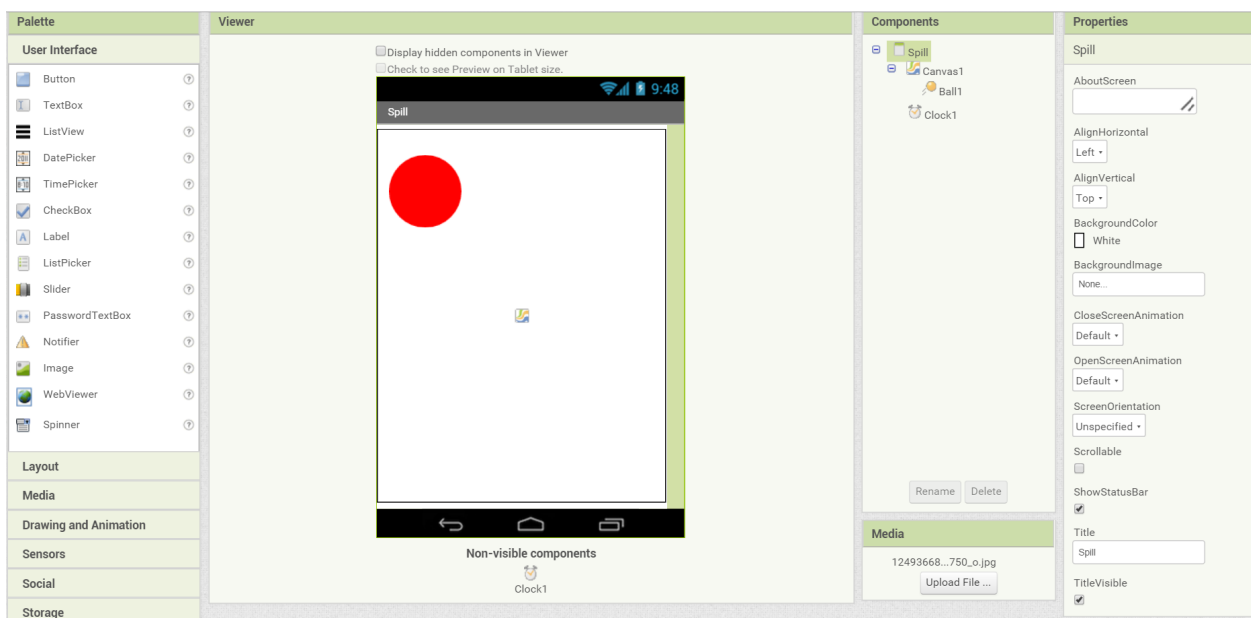 Palette
User Interface
Button
TextBox
ListView
DatePicker
TimePicker
CheckBox
Label
ListPicker
Slider
PasswordTextBox
Notifier
Image
WebViewer
Spinner
Layout
Media
Drawing and Animation
Sensors
Social
Storage
Viewer
Display hidden components in Viewer
Check to see Preview on Tablet size.
9:48
Spill
Non-visible components
Clock1
Components
Spill
Canvas1
Ball1
Clock1
Rename Delete
Media
12493668...750_o.jpg
Upload File ...
Properties
Spill
AboutScreen
AlignHorizontal
Left
AlignVertical
Top
BackgroundColor
White
BackgroundImage
None...
CloseScreenAnimation
Default
OpenScreenAnimation
Default
ScreenOrientation
Unspecified
Scrollable
ShowStatusBar
Title
Spill
TitleVisible